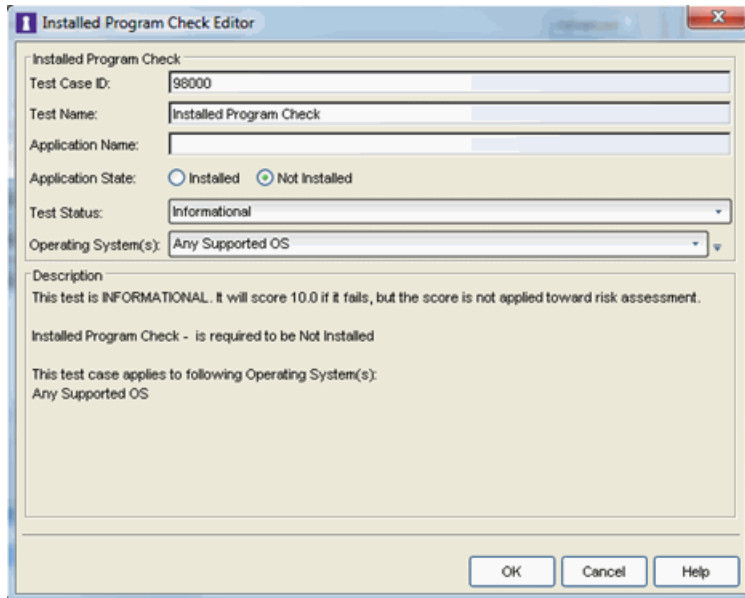 Installed Program Check Editor
Installed Program Check
Test Case ID: 98000
Test Name: Installed Program Check
Application Name:
Application State: Installed Not Installed
Test Status: Informational
Operating System(s): Any Supported OS
Description
This test is INFORMATIONAL. It will score 10.0 if it fails, but the score is not applied toward risk assessment.
Installed Program Check - is required to be Not Installed
This test case applies to following Operating System(s):
Any Supported OS
OK Cancel Help